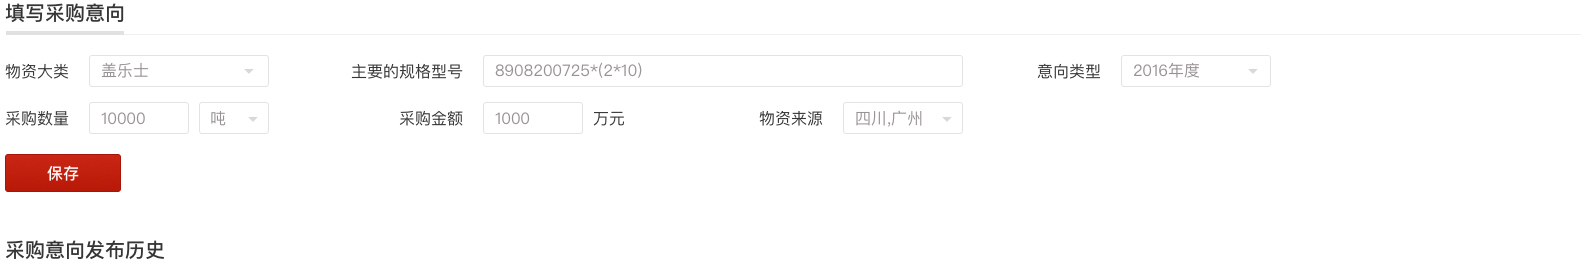 填写采购意向
物资大类 盖乐士 主要的规格型号 8908200725*(2*10) 意向类型 2016年度
采购数量 10000 吨 采购金额 1000 万元 物资来源 四川,广州
保存
采购意向发布历史